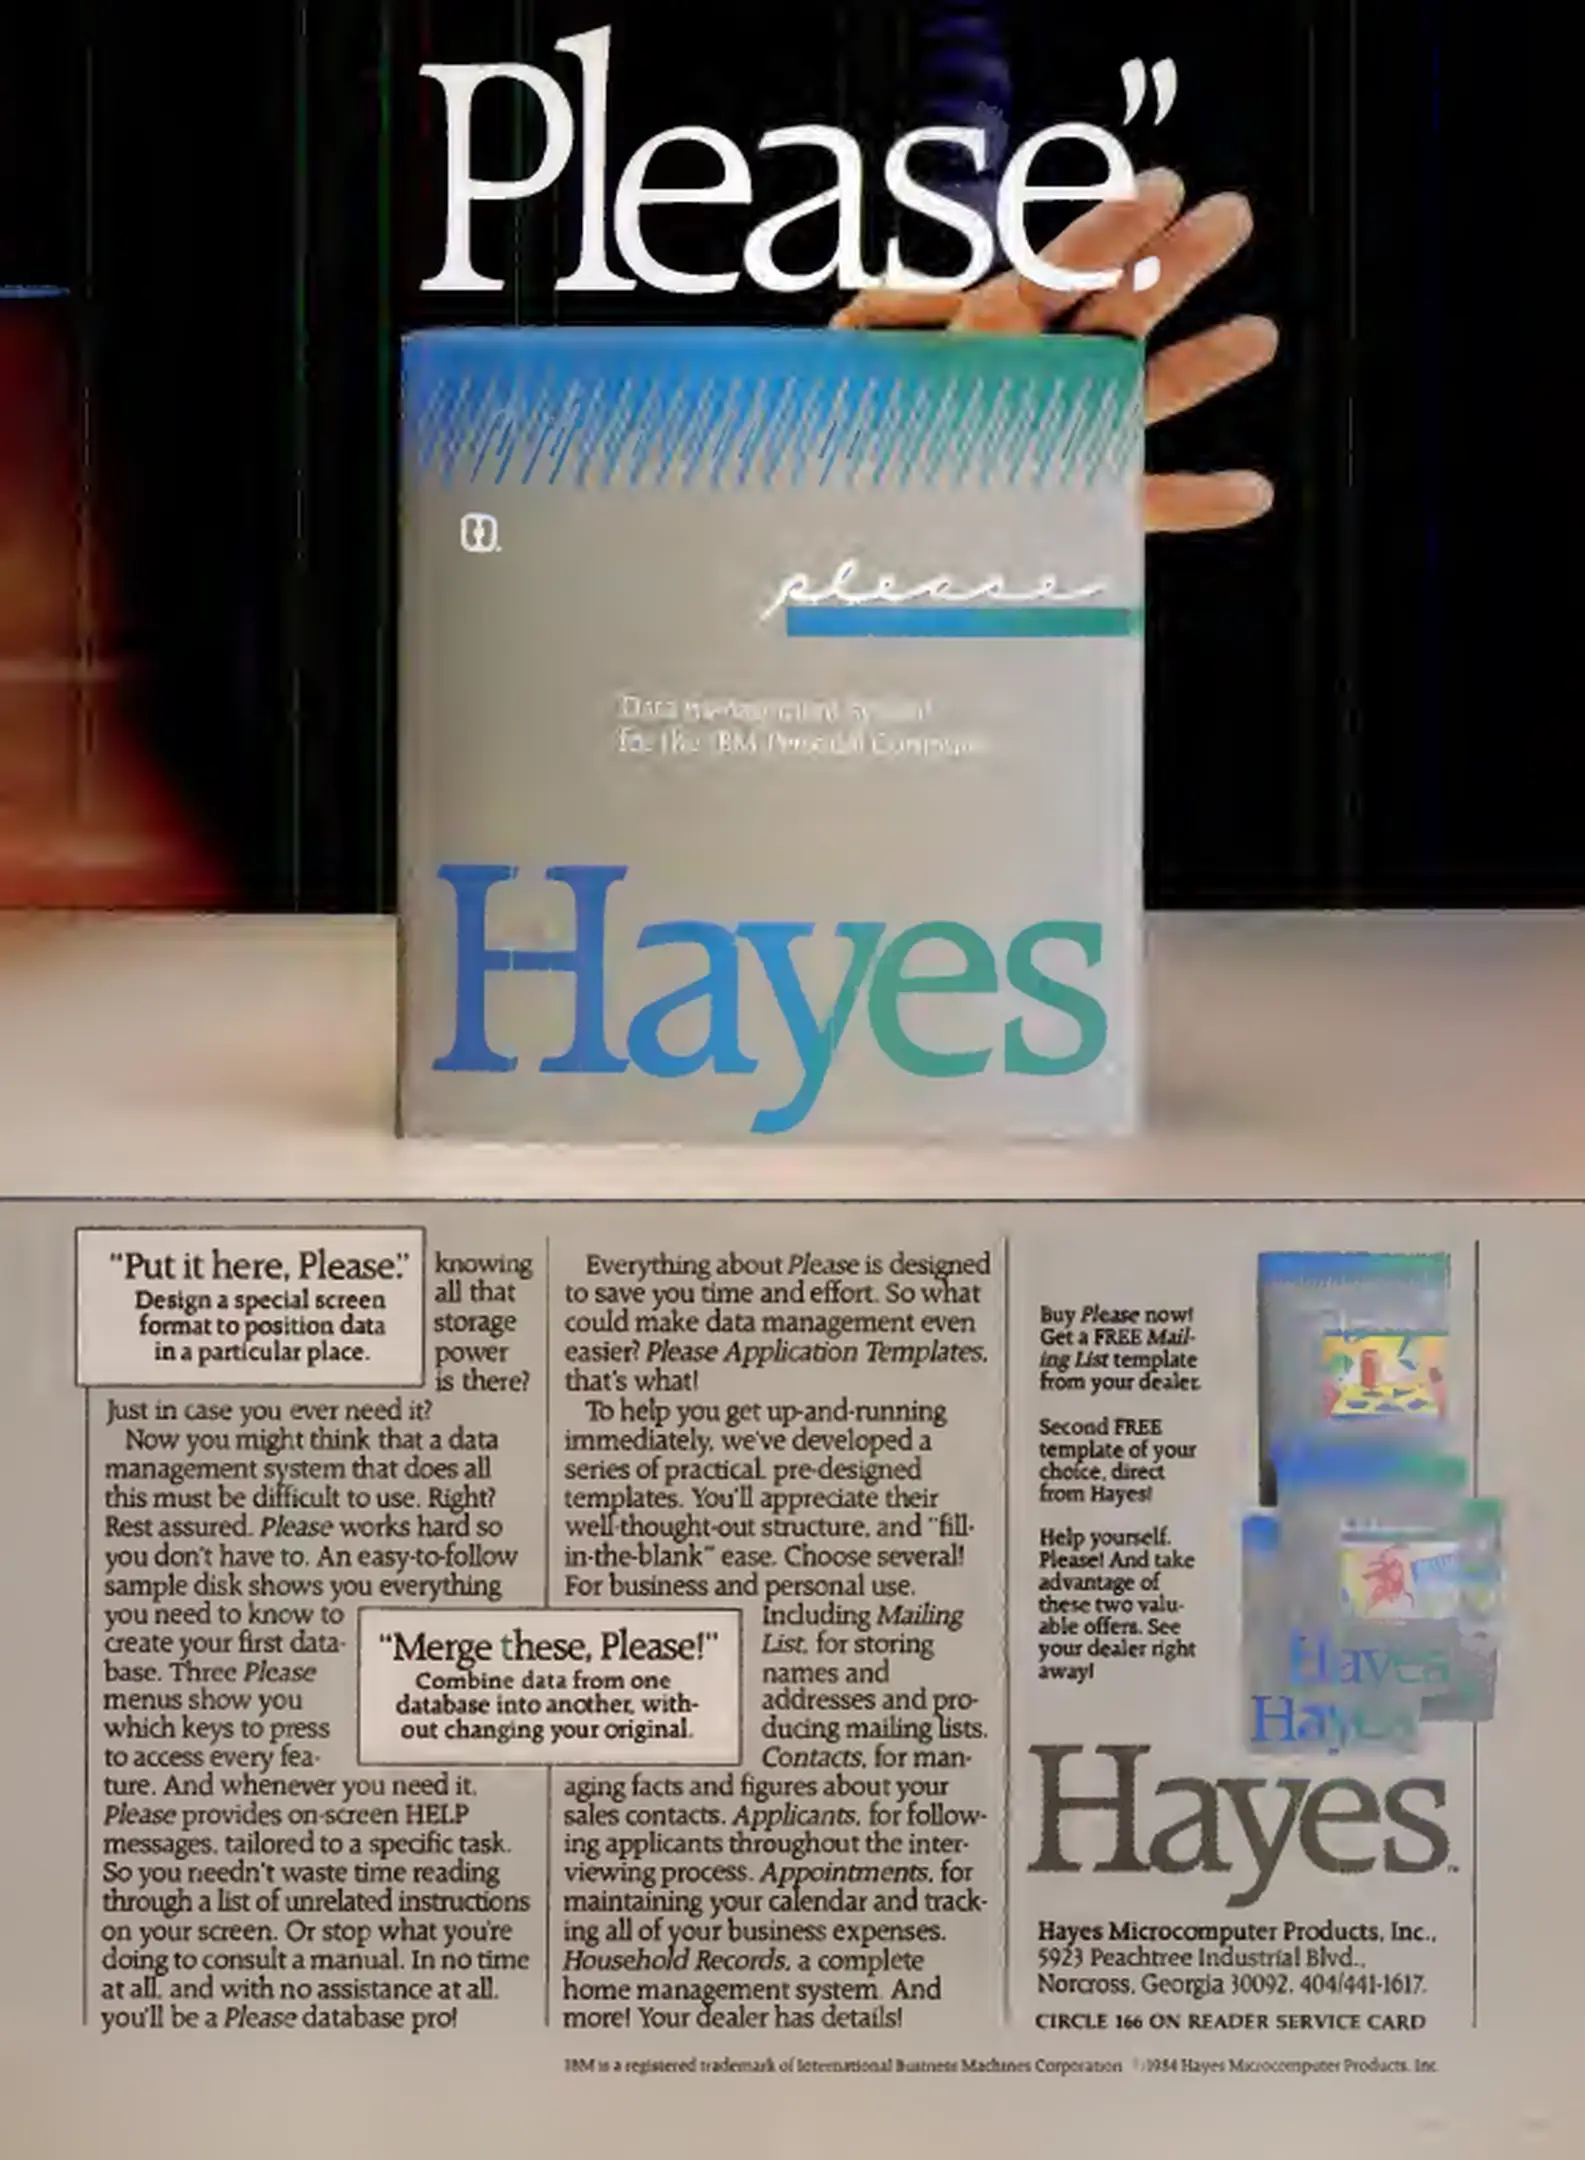 Please."
please
Data management system
for the IBM Personal Computer
Hayes
"Put it here, Please."
Design a special screen
format to position data
in a particular place.
knowing
all that
storage
power
is there?
Just in case you ever need it?
Now you might think that a data
management system that does all
this must be difficult to use. Right?
Rest assured. Please works hard so
you don't have to. An easy-to-follow
sample disk shows you everything
you need to know to
create your first data-
base. Three Please
menus show you
which keys to press
to access every fea-
ture. And whenever you need it,
Please provides on-screen HELP
messages, tailored to a specific task.
So you needn't waste time reading
through a list of unrelated instructions
on your screen. Or stop what you're
doing to consult a manual. In no time
at all, and with no assistance at all,
you'll be a Please database pro!
"Merge these, Please!"
Combine data from one
database into another, with-
out changing your original.
Everything about Please is designed
to save you time and effort. So what
could make data management even
easier? Please Application Templates,
that's what!
To help you get up-and-running
immediately, we've developed a
series of practical, pre-designed
templates. You'll appreciate their
well-thought-out structure, and "fill-
in-the-blank" ease. Choose several!
For business and personal use.
Including Mailing
List, for storing
names and
addresses and pro-
ducing mailing lists.
Contacts, for man-
aging facts and figures about your
sales contacts. Applicants, for follow-
ing applicants throughout the inter-
viewing process. Appointments, for
maintaining your calendar and track-
ing all of your business expenses.
Household Records, a complete
home management system. And
more! Your dealer has details!
Buy Please now!
Get a FREE Mail-
ing List template
from your dealer.
Second FREE
template of your
choice, direct
from Hayes!
Help yourself.
Please! And take
advantage of
these two valu-
able offers. See
your dealer right
away!
Hayes
Hayes
Hayes™
Hayes Microcomputer Products, Inc.,
5923 Peachtree Industrial Blvd.,
Norcross, Georgia 30092. 404/441-1617.
CIRCLE 166 ON READER SERVICE CARD
IBM is a registered trademark of International Business Machines Corporation ©1984 Hayes Microcomputer Products, Inc.